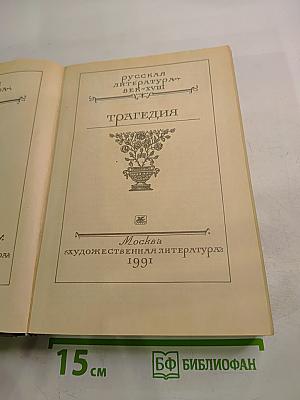 РУССКАЯ
ЛИТЕРАТУРА
ВЕК XVIII
ТРАГЕДИЯ
Москва
«ХУДОЖЕСТВЕННАЯ ЛИТЕРАТУРА»
1991
15 см
БФ БИБЛИОФАН